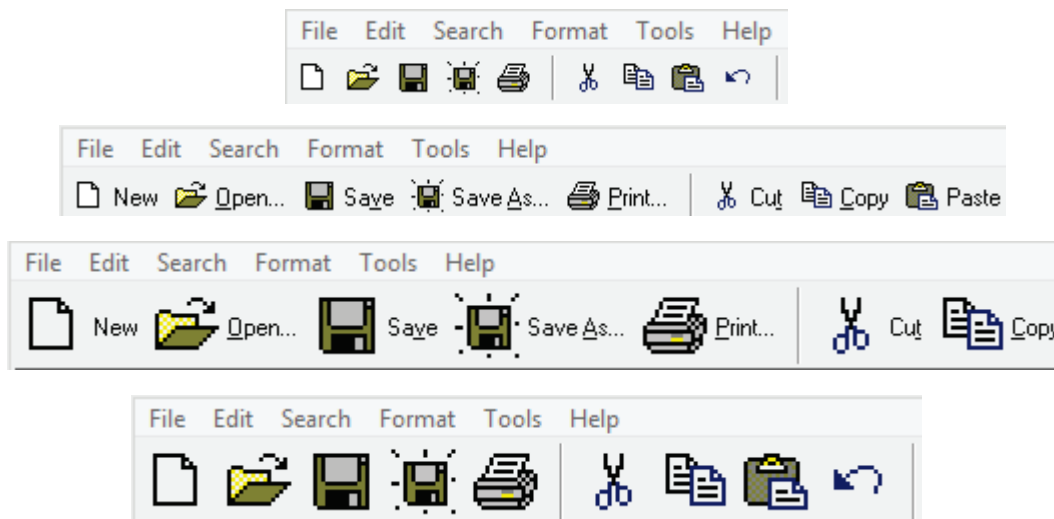 File Edit Search Format Tools Help
File Edit Search Format Tools Help
New Open... Save Save As... Print... Cut Copy Paste
File Edit Search Format Tools Help
New Open... Save Save As... Print... Cut Copy
File Edit Search Format Tools Help